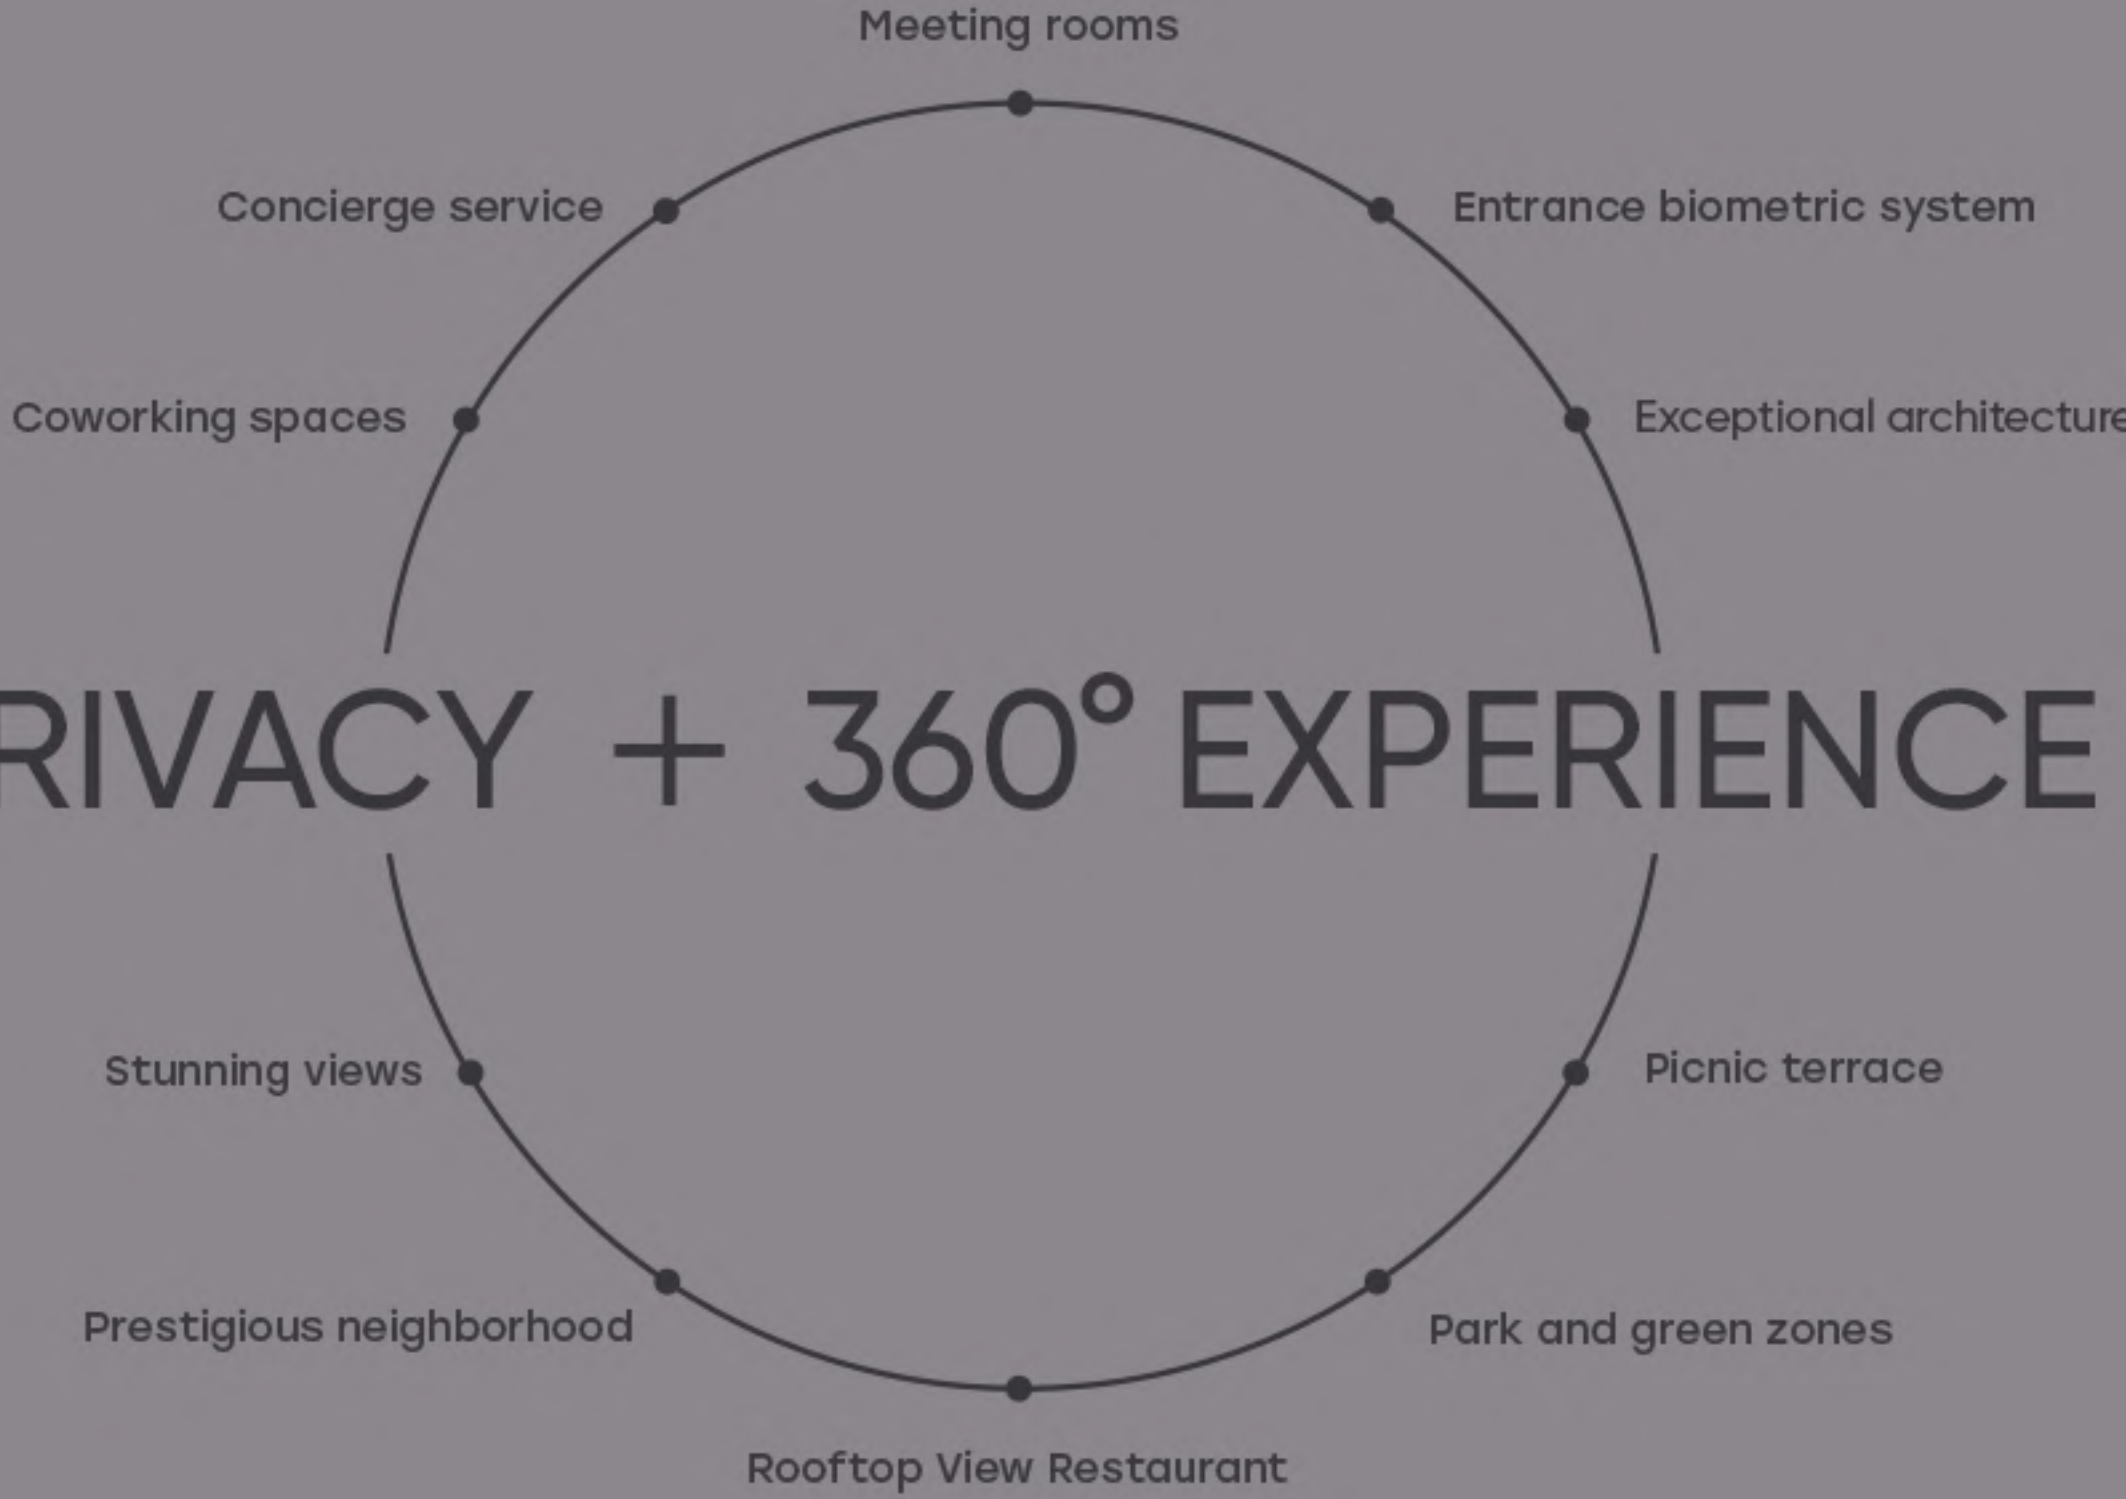 Meeting rooms
Concierge service
Entrance biometric system
Coworking spaces
Exceptional architecture
RIVACY + 360° EXPERIENCE
Stunning views
Picnic terrace
Prestigious neighborhood
Park and green zones
Rooftop View Restaurant